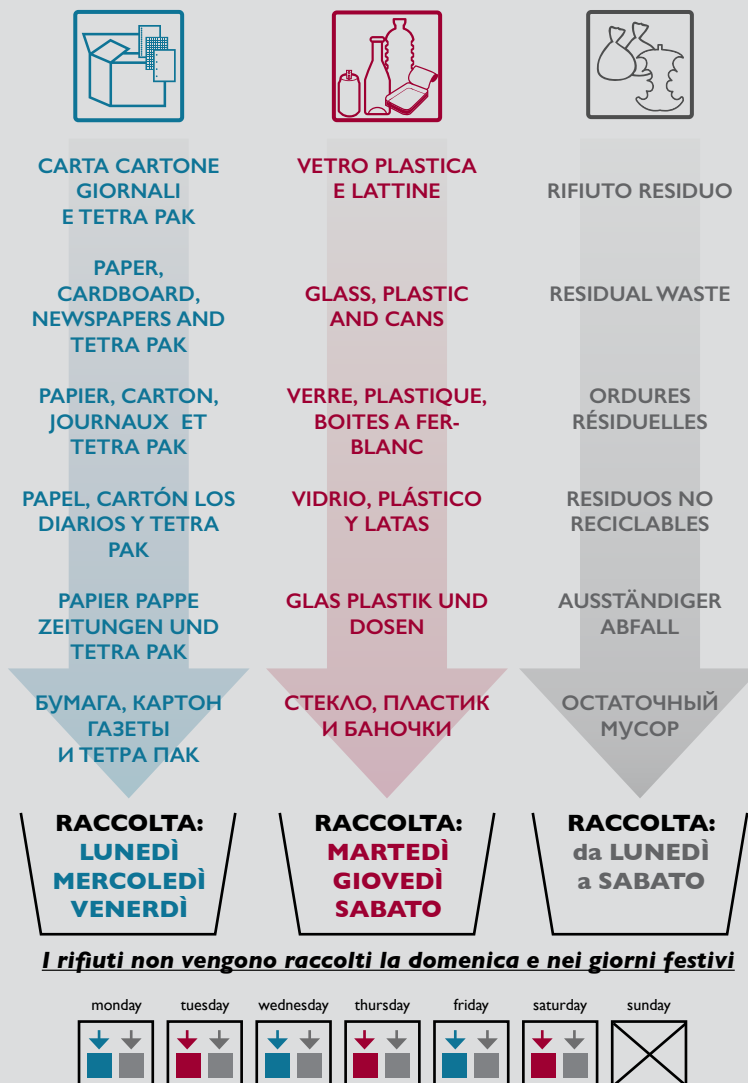 CARTA CARTONE
GIORNALI
E TETRA PAK
PAPER,
CARDBOARD,
NEWSPAPERS AND
TETRA PAK
PAPIER, CARTON,
JOURNAUX ET
TETRA PAK
PAPEL, CARTÓN LOS
DIARIOS Y TETRA
PAK
PAPIER PAPPE
ZEITUNGEN UND
TETRA PAK
БУМАГА, КАРТОН
ГАЗЕТЫ
И ТЕТРА ПАК
RACCOLTA:
LUNEDÌ
MERCOLEDÌ
VENERDÌ
VETRO PLASTICA
E LATTINE
GLASS, PLASTIC
AND CANS
VERRE, PLASTIQUE,
BOITES A FER-
BLANC
VIDRIO, PLÁSTICO
Y LATAS
GLAS PLASTIK UND
DOSEN
СТЕКЛО, ПЛАСТИК
И БАНОЧКИ
RACCOLTA:
MARTEDÌ
GIOVEDÌ
SABATO
RIFIUTO RESIDUO
RESIDUAL WASTE
ORDURES
RÉSIDUELLES
RESIDUOS NO
RECICLABLES
AUSSTÄNDIGER
ABFALL
ОСТАТОЧНЫЙ
МУСОР
RACCOLTA:
da LUNEDÌ
a SABATO
I rifiuti non vengono raccolti la domenica e nei giorni festivi
monday tuesday wednesday thursday friday saturday sunday